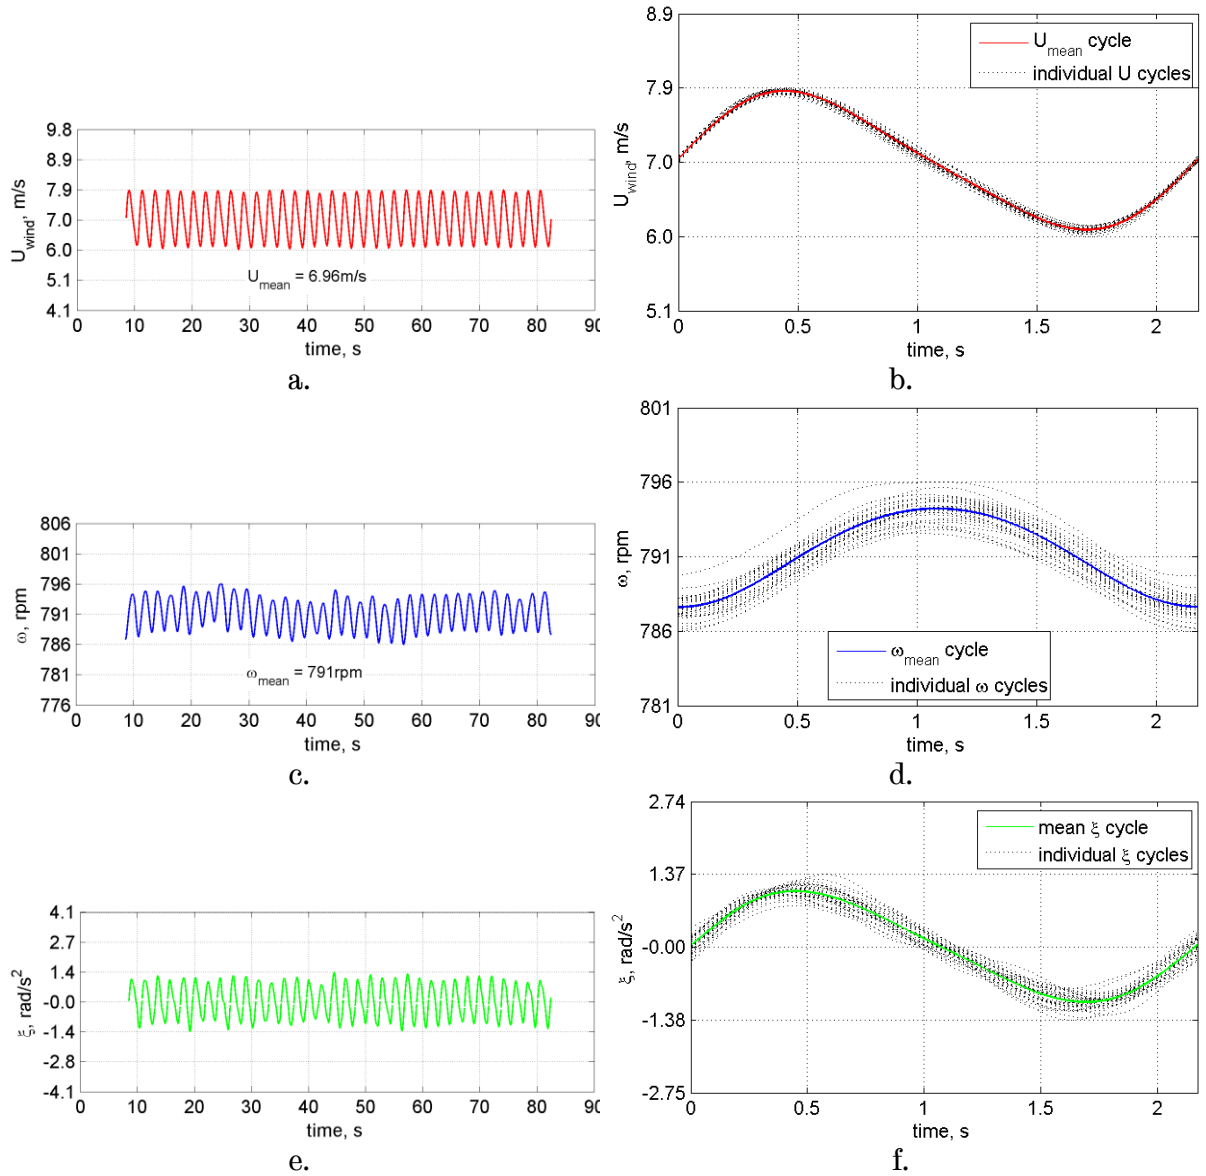 9.8
8.9
7.9
7.0
6.0
5.1
4.1
U_wind, m/s
U_mean = 6.96m/s
0 10 20 30 40 50 60 70 80 90
time, s
a.
8.9
7.9
7.0
6.0
5.1
U_wind, m/s
U_mean cycle
individual U cycles
0 0.5 1 1.5 2
time, s
b.
806
801
796
791
786
781
776
ω, rpm
ω_mean = 791rpm
0 10 20 30 40 50 60 70 80 90
time, s
c.
801
796
791
786
781
ω, rpm
ω_mean cycle
individual ω cycles
0 0.5 1 1.5 2
time, s
d.
4.1
2.7
1.4
-0.0
-1.4
-2.8
-4.1
ξ, rad/s²
0 10 20 30 40 50 60 70 80 90
time, s
e.
2.74
1.37
-0.00
-1.38
-2.75
ξ, rad/s²
mean ξ cycle
individual ξ cycles
0 0.5 1 1.5 2
time, s
f.